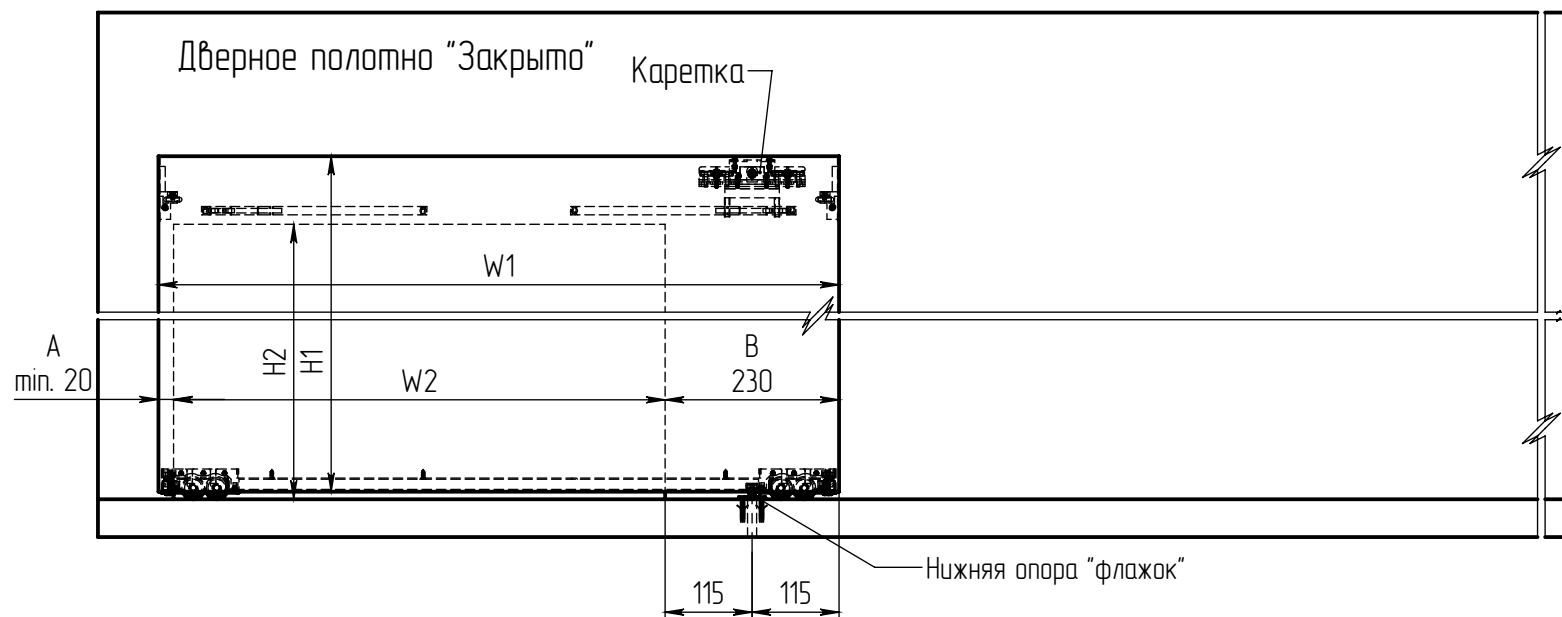 Дверное полотно "Закрыто"
Каретка
W1
A
min. 20
H2
H1
W2
B
230
115
115
Нижняя опора "флажок"